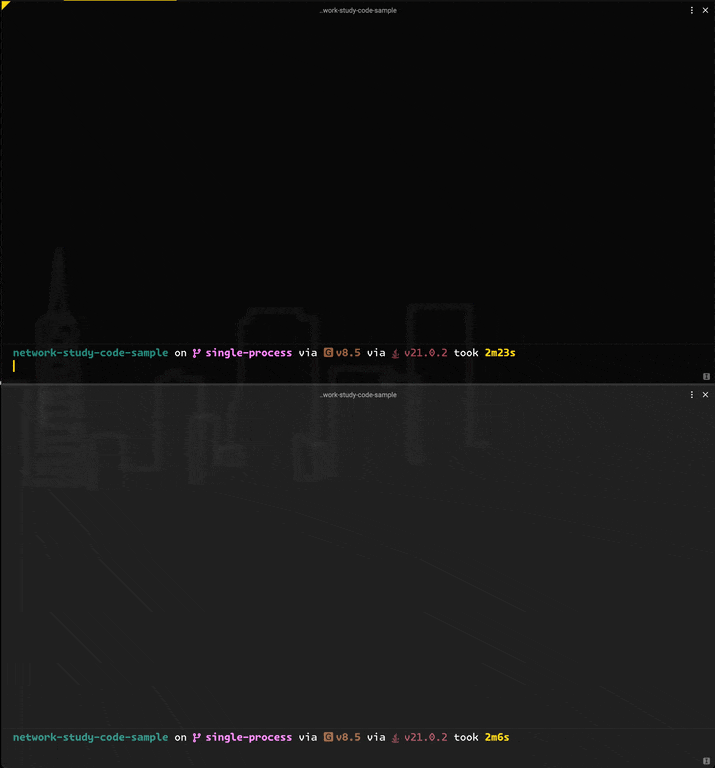 ..work-study-code-sample
network-study-code-sample on single-process via G v8.5 via v21.0.2 took 2m23s
..work-study-code-sample
network-study-code-sample on single-process via G v8.5 via v21.0.2 took 2m6s